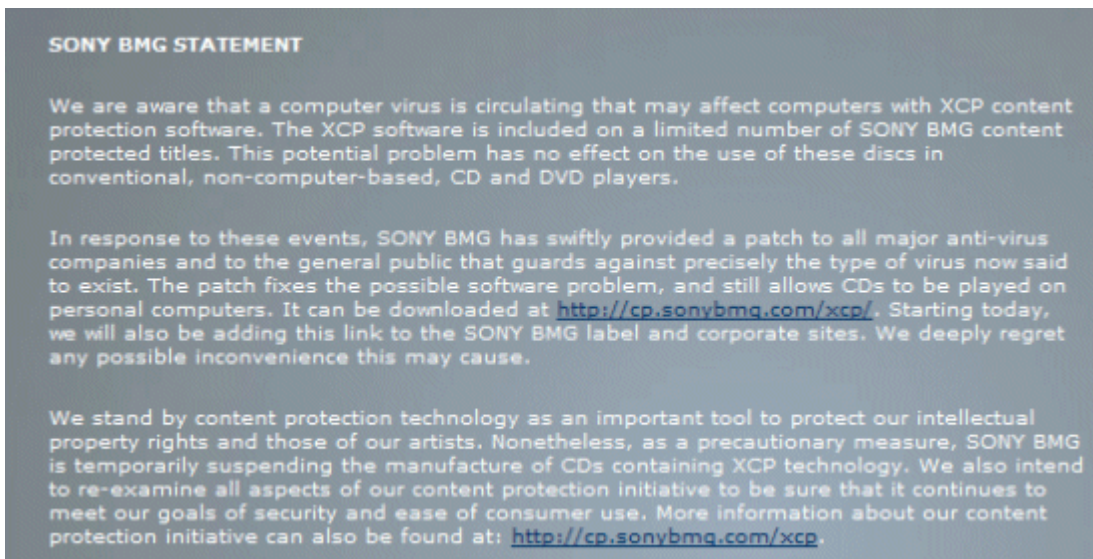 SONY BMG STATEMENT
We are aware that a computer virus is circulating that may affect computers with XCP content
protection software. The XCP software is included on a limited number of SONY BMG content
protected titles. This potential problem has no effect on the use of these discs in
conventional, non-computer-based, CD and DVD players.
In response to these events, SONY BMG has swiftly provided a patch to all major anti-virus
companies and to the general public that guards against precisely the type of virus now said
to exist. The patch fixes the possible software problem, and still allows CDs to be played on
personal computers. It can be downloaded at http://cp.sonybmg.com/xcp/. Starting today,
we will also be adding this link to the SONY BMG label and corporate sites. We deeply regret
any possible inconvenience this may cause.
We stand by content protection technology as an important tool to protect our intellectual
property rights and those of our artists. Nonetheless, as a precautionary measure, SONY BMG
is temporarily suspending the manufacture of CDs containing XCP technology. We also intend
to re-examine all aspects of our content protection initiative to be sure that it continues to
meet our goals of security and ease of consumer use. More information about our content
protection initiative can also be found at: http://cp.sonybmg.com/xcp.